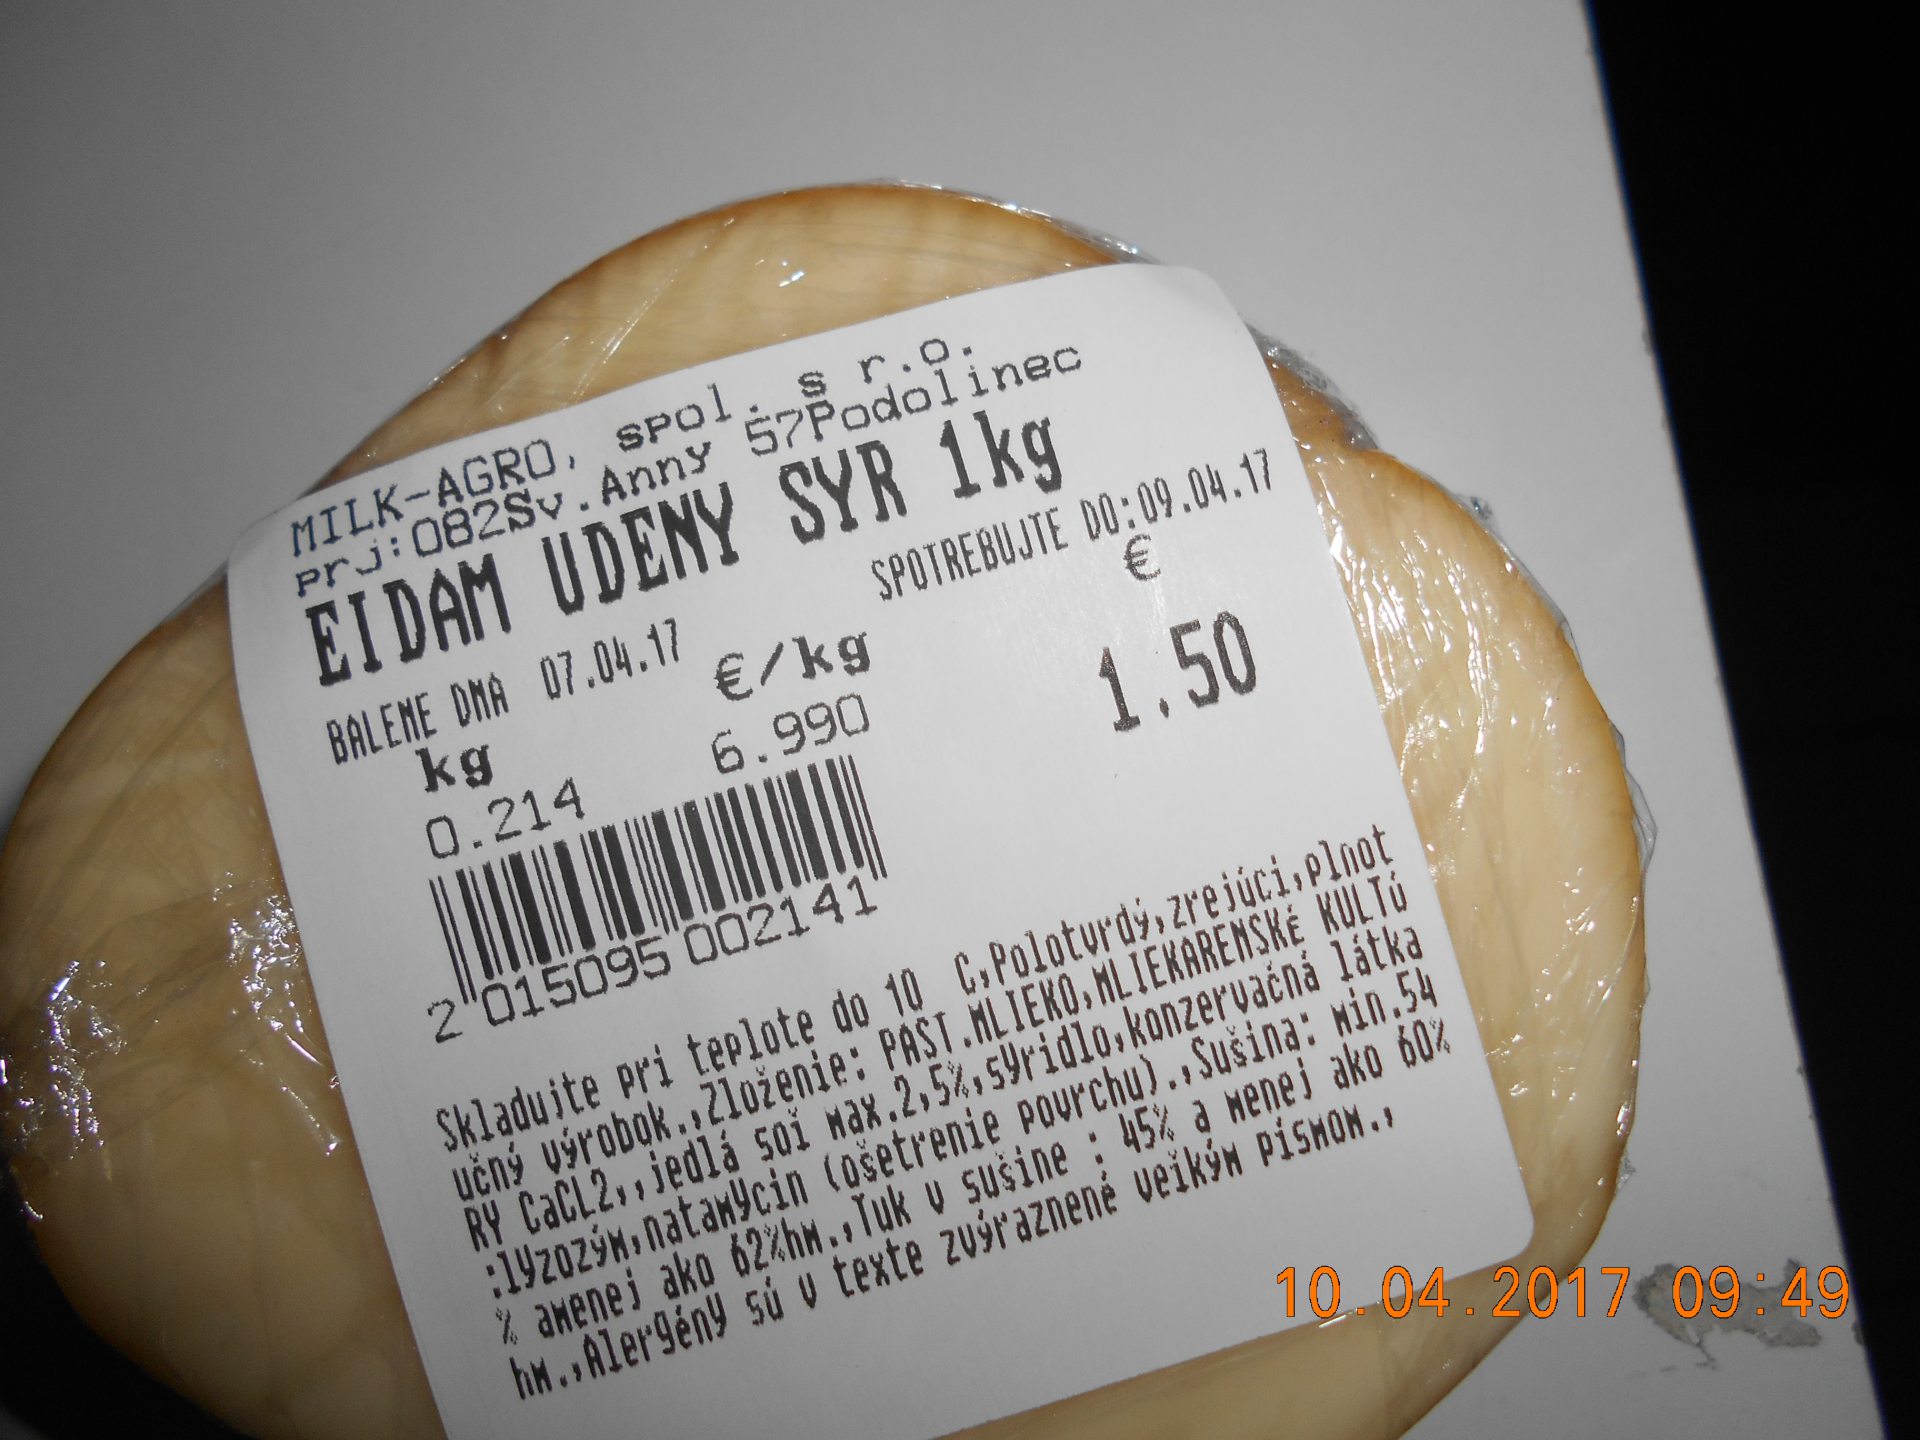 MILK-AGRO, spol. s r.o.
prj:082Sv.Anny 57Podolinec
EIDAM UDENY SYR 1kg
BALENE DNA 07.04.17 SPOTREBUJTE DO:09.04.17
kg €/kg €
0.214 6.990 1.50
2 015095 002141
Skladujte pri teplote do 10 C,Polotvrdý,zrejúci,plnot
učný výrobok.,Zloženie: PAST.MLIEKO,MLIEKARENSKÉ KULTÚ
RY CaCL2,,jedlá soĺ max.2,5%,syridlo,konzervačná látka
:lyzozým,natamycin (ošetrenie povrchu).,Sušina: min.54
% amenej ako 62%hm.,Tuk v sušine : 45% a menej ako 60%
hm.,Alergény sú v texte zvýraznené veĺkým písmom.,
10.04.2017 09:49